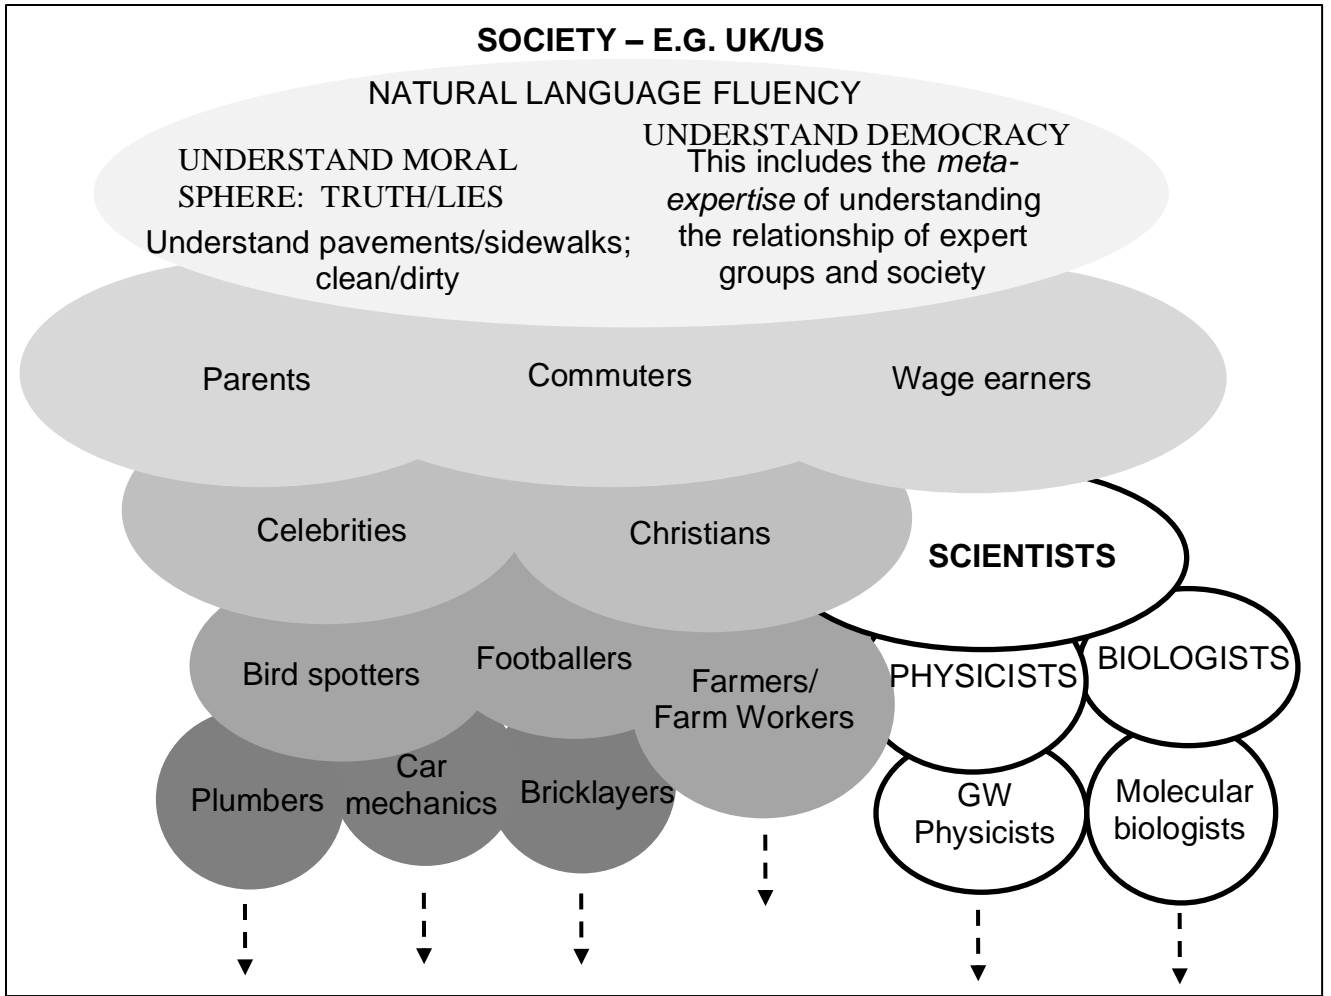 SOCIETY – E.G. UK/US
NATURAL LANGUAGE FLUENCY
UNDERSTAND MORAL
SPHERE: TRUTH/LIES
Understand pavements/sidewalks;
clean/dirty
UNDERSTAND DEMOCRACY
This includes the meta-
expertise of understanding
the relationship of expert
groups and society
Parents
Commuters
Wage earners
Celebrities
Christians
SCIENTISTS
Bird spotters
Footballers
Farmers/
Farm Workers
PHYSICISTS
BIOLOGISTS
Plumbers
Car
mechanics
Bricklayers
GW
Physicists
Molecular
biologists